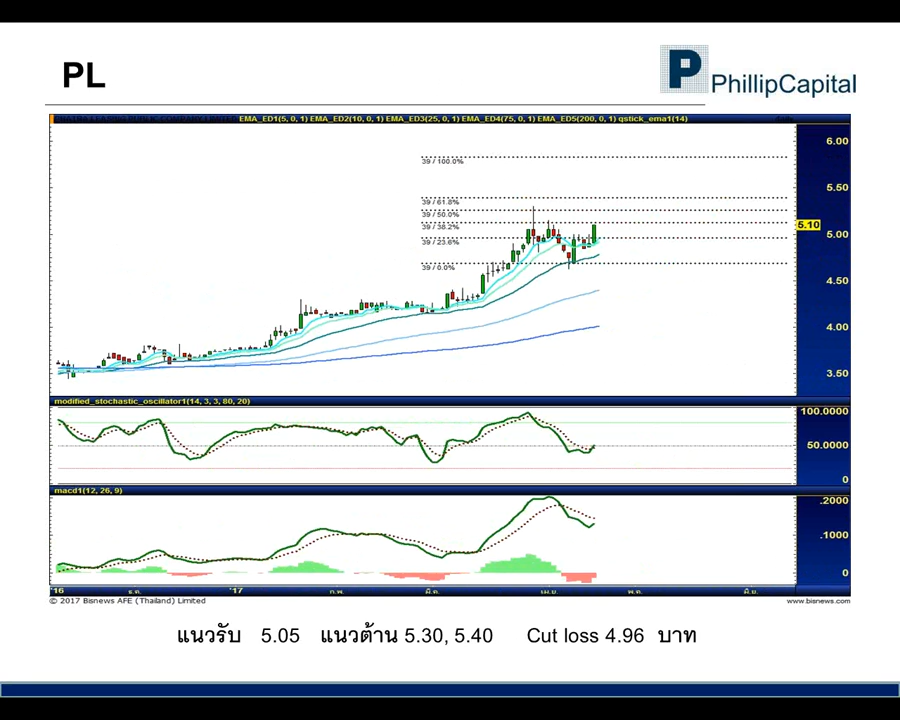 PL
PhillipCapital
EMA_ED1(5, 0, 1) EMA_ED2(10, 0, 1) EMA_ED3(25, 0, 1) EMA_ED4(75, 0, 1) EMA_ED5(200, 0, 1) qstick_ema1(14)
6.00
39 / 100.0%
5.50
39 / 61.8%
39 / 50.0%
5.10
39 / 38.2%
5.00
39 / 23.6%
39 / 0.0%
4.50
4.00
3.50
modified_stochastic_oscillator1(14, 3, 3, 80, 20)
100.0000
50.0000
0
macd1(12, 26, 9)
.2000
.1000
0
'16 ธ.ค. '17 ก.พ. มี.ค. เม.ย. พ.ค. มิ.ย.
© 2017 Bisnews AFE (Thailand) Limited www.bisnews.com
แนวรับ 5.05 แนวต้าน 5.30, 5.40 Cut loss 4.96 บาท